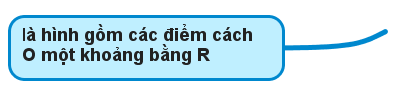 là hình gồm các điểm cách
O một khoảng bằng R